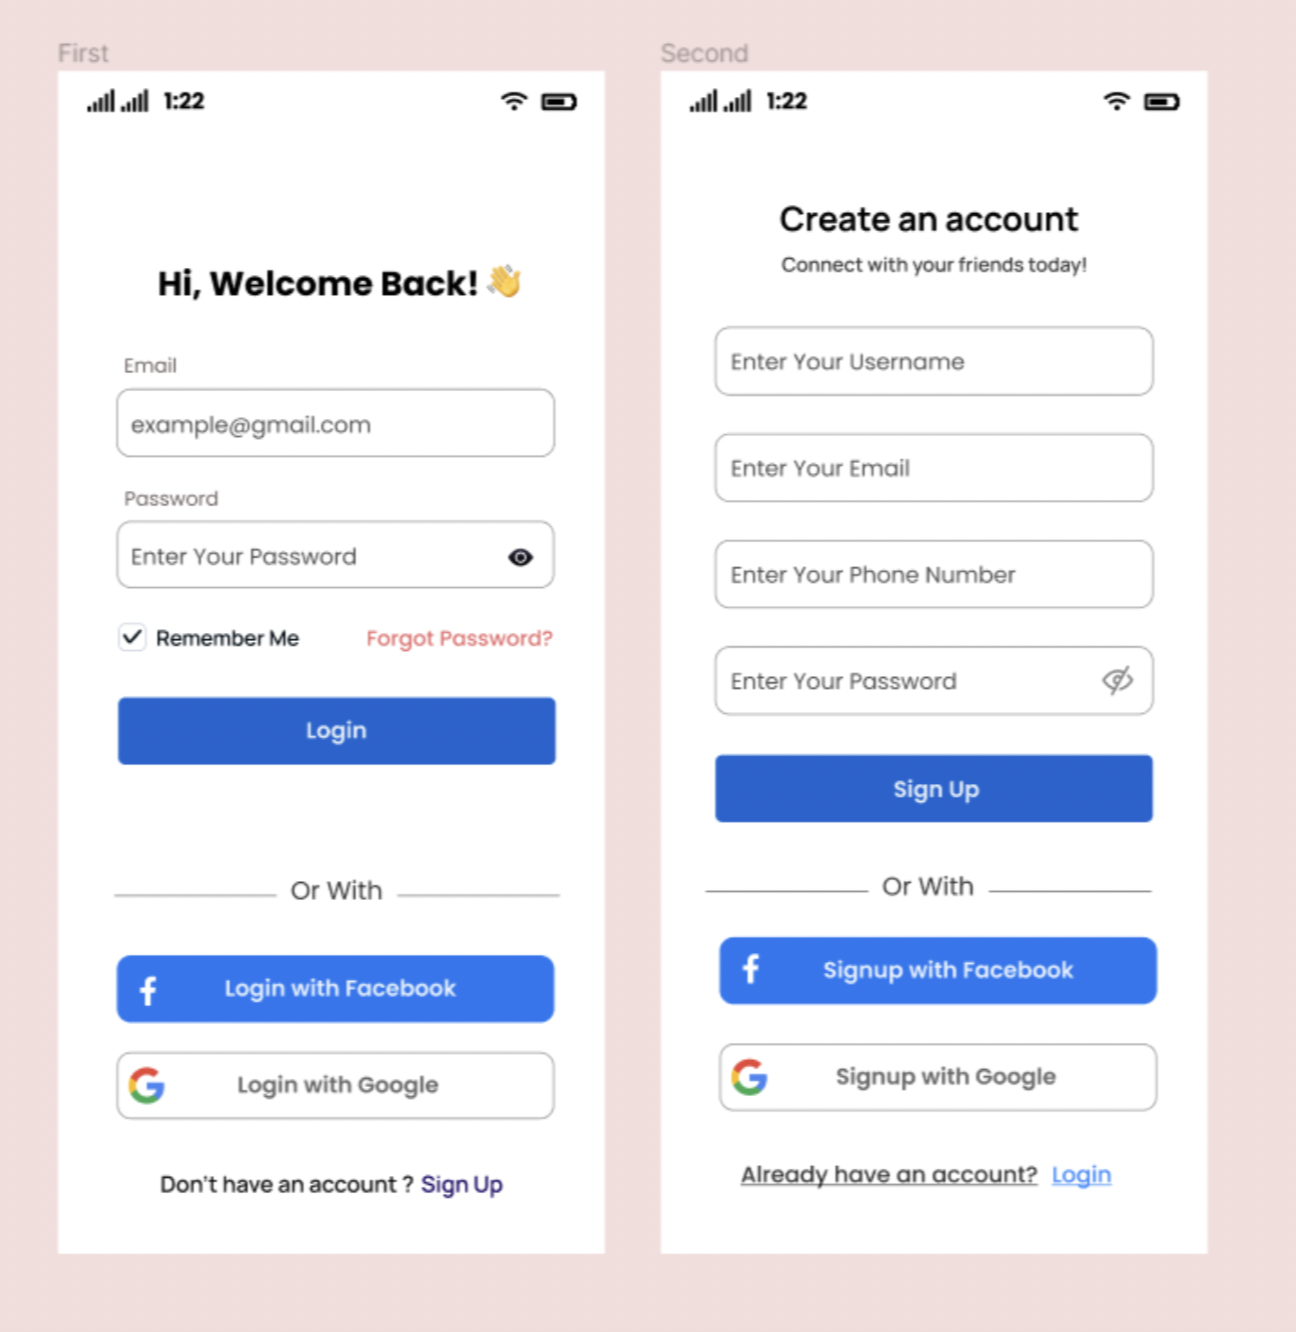 First
1:22
Hi, Welcome Back! 👋
Email
example@gmail.com
Password
Enter Your Password
Remember Me
Forgot Password?
Login
Or With
Login with Facebook
Login with Google
Don't have an account ? Sign Up
Second
1:22
Create an account
Connect with your friends today!
Enter Your Username
Enter Your Email
Enter Your Phone Number
Enter Your Password
Sign Up
Or With
Signup with Facebook
Signup with Google
Already have an account? Login